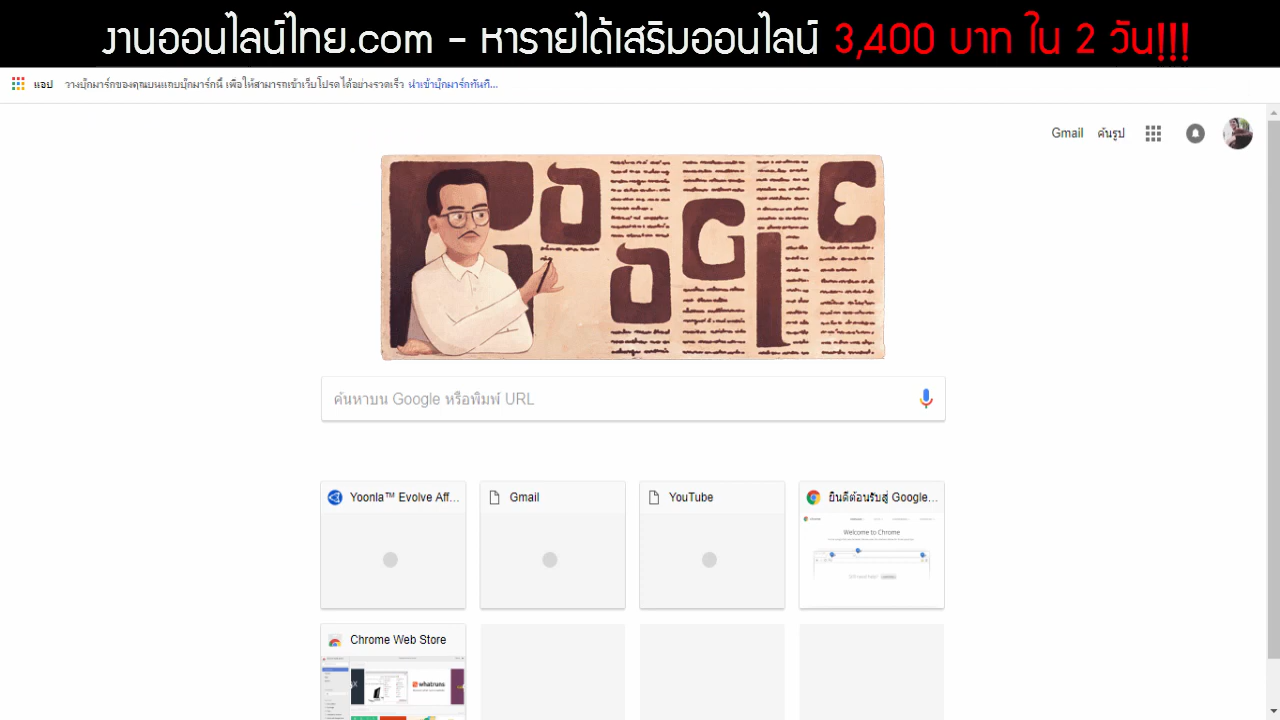 งานออนไลน์ไทย.com - หารายได้เสริมออนไลน์ 3,400 บาท ใน 2 วัน!!!
แอป วางบุ๊กมาร์กของคุณบนแถบบุ๊กมาร์กนี้ เพื่อให้สามารถเข้าเว็บโปรดได้อย่างรวดเร็ว นำเข้าบุ๊กมาร์กทันที...
Gmail ค้นรูป
ค้นหาบน Google หรือพิมพ์ URL
Yoonla™ Evolve Aff... Gmail YouTube ยินดีต้อนรับสู่ Google...
Welcome to Chrome
Chrome Web Store
whatruns